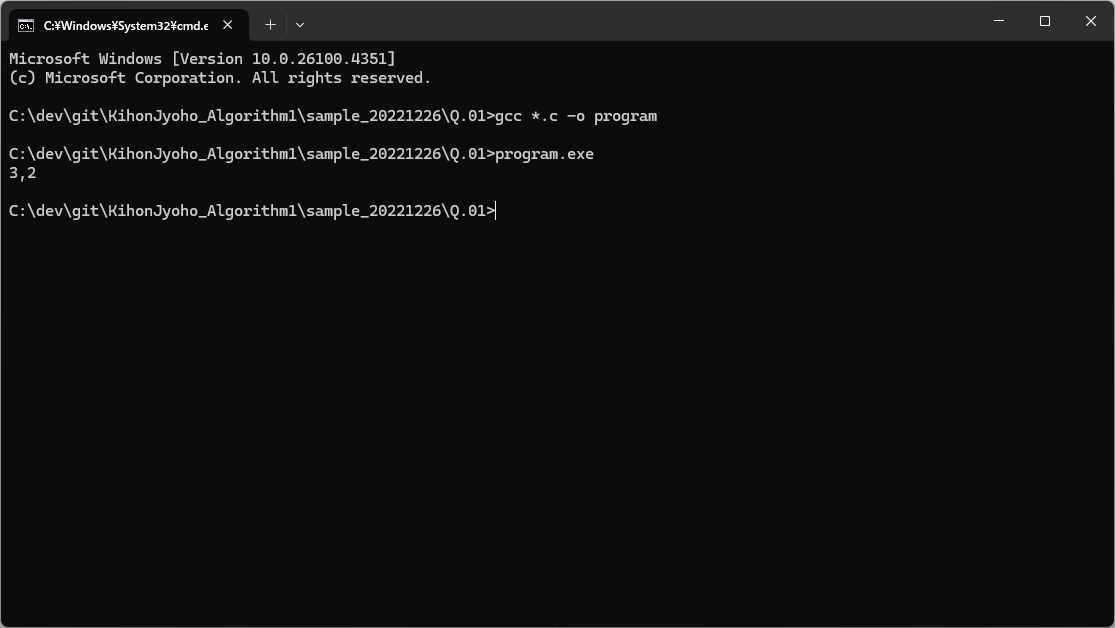 C:¥Windows¥System32¥cmd.e
Microsoft Windows [Version 10.0.26100.4351]
(c) Microsoft Corporation. All rights reserved.
C:\dev\git\KihonJyoho_Algorithm1\sample_20221226\Q.01>gcc *.c -o program
C:\dev\git\KihonJyoho_Algorithm1\sample_20221226\Q.01>program.exe
3,2
C:\dev\git\KihonJyoho_Algorithm1\sample_20221226\Q.01>